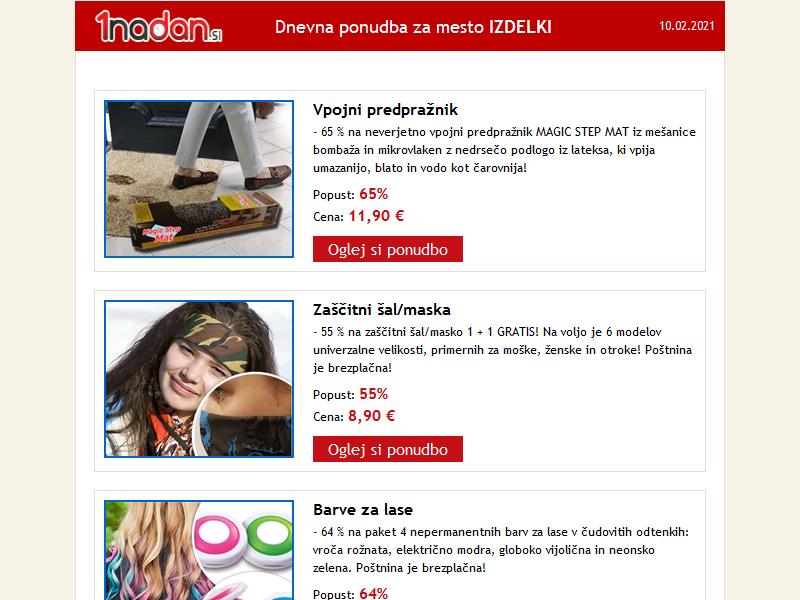 1nadan.si
Dnevna ponudba za mesto IZDELKI
10.02.2021
Magic Step
Mat
Vpojni predpražnik
- 65 % na neverjetno vpojni predpražnik MAGIC STEP MAT iz mešanice
bombaža in mikrovlaken z nedrsečo podlogo iz lateksa, ki vpija
umazanijo, blato in vodo kot čarovnija!
Popust: 65%
Cena: 11,90 €
Oglej si ponudbo
Zaščitni šal/maska
- 55 % na zaščitni šal/masko 1 + 1 GRATIS! Na voljo je 6 modelov
univerzalne velikosti, primernih za moške, ženske in otroke! Poštnina
je brezplačna!
Popust: 55%
Cena: 8,90 €
Oglej si ponudbo
Barve za lase
- 64 % na paket 4 nepermanentnih barv za lase v čudovitih odtenkih:
vroča rožnata, električno modra, globoko vijolična in neonsko
zelena. Poštnina je brezplačna!
Popust: 64%